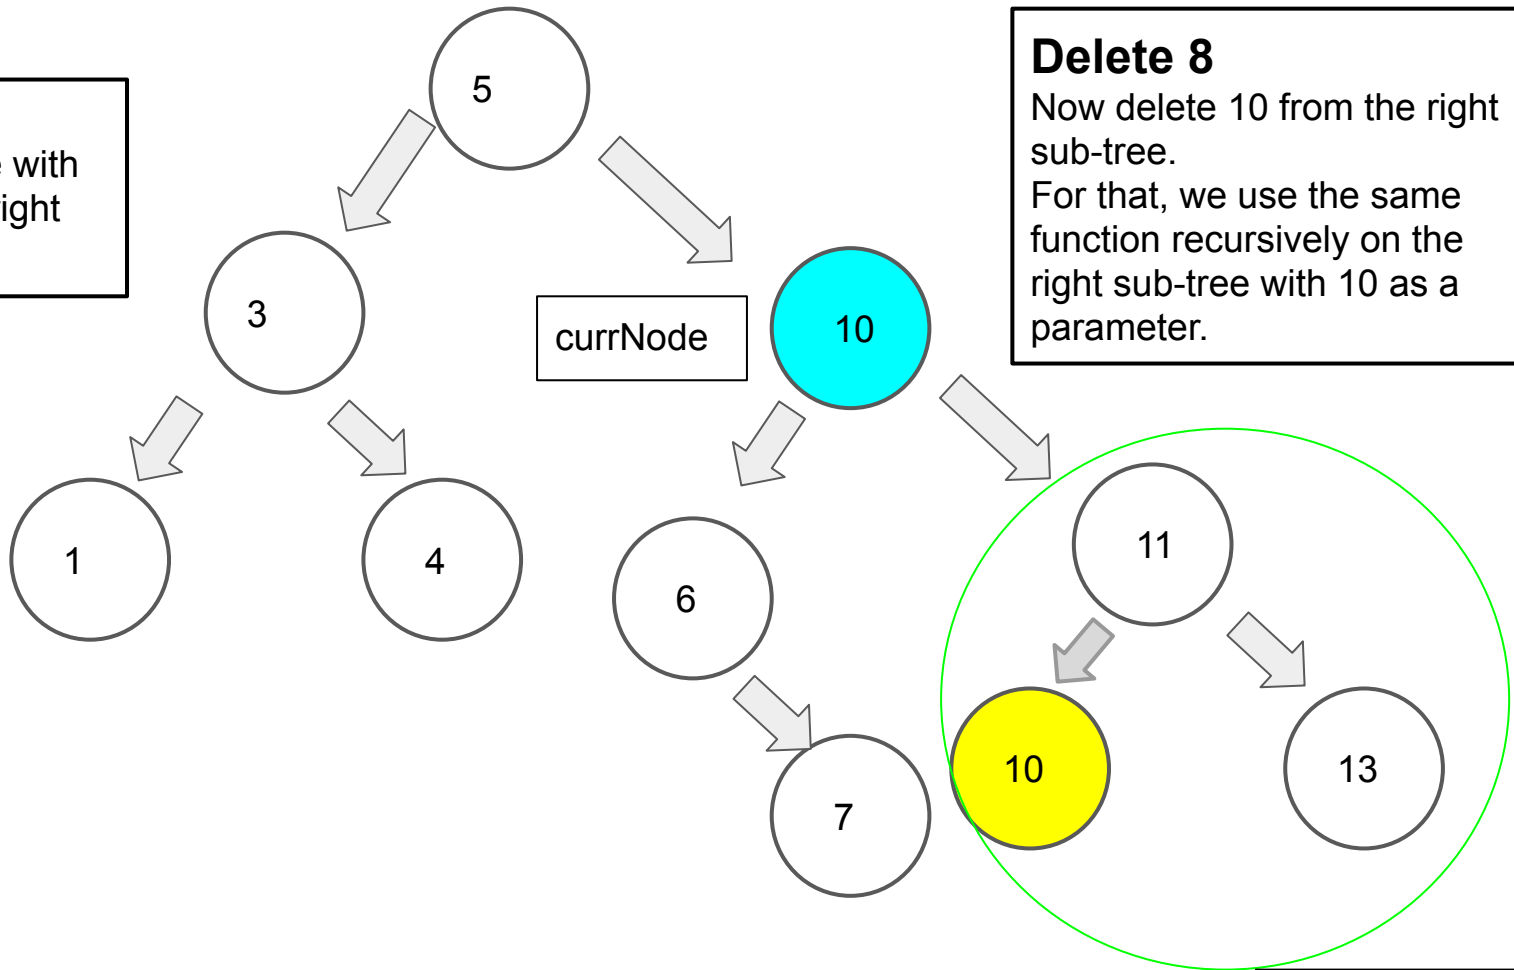 5
Delete 8
Now delete 10 from the right
sub-tree.
For that, we use the same
function recursively on the
right sub-tree with 10 as a
parameter.
with
3
currNode
10
1
4
6
11
7
10
13